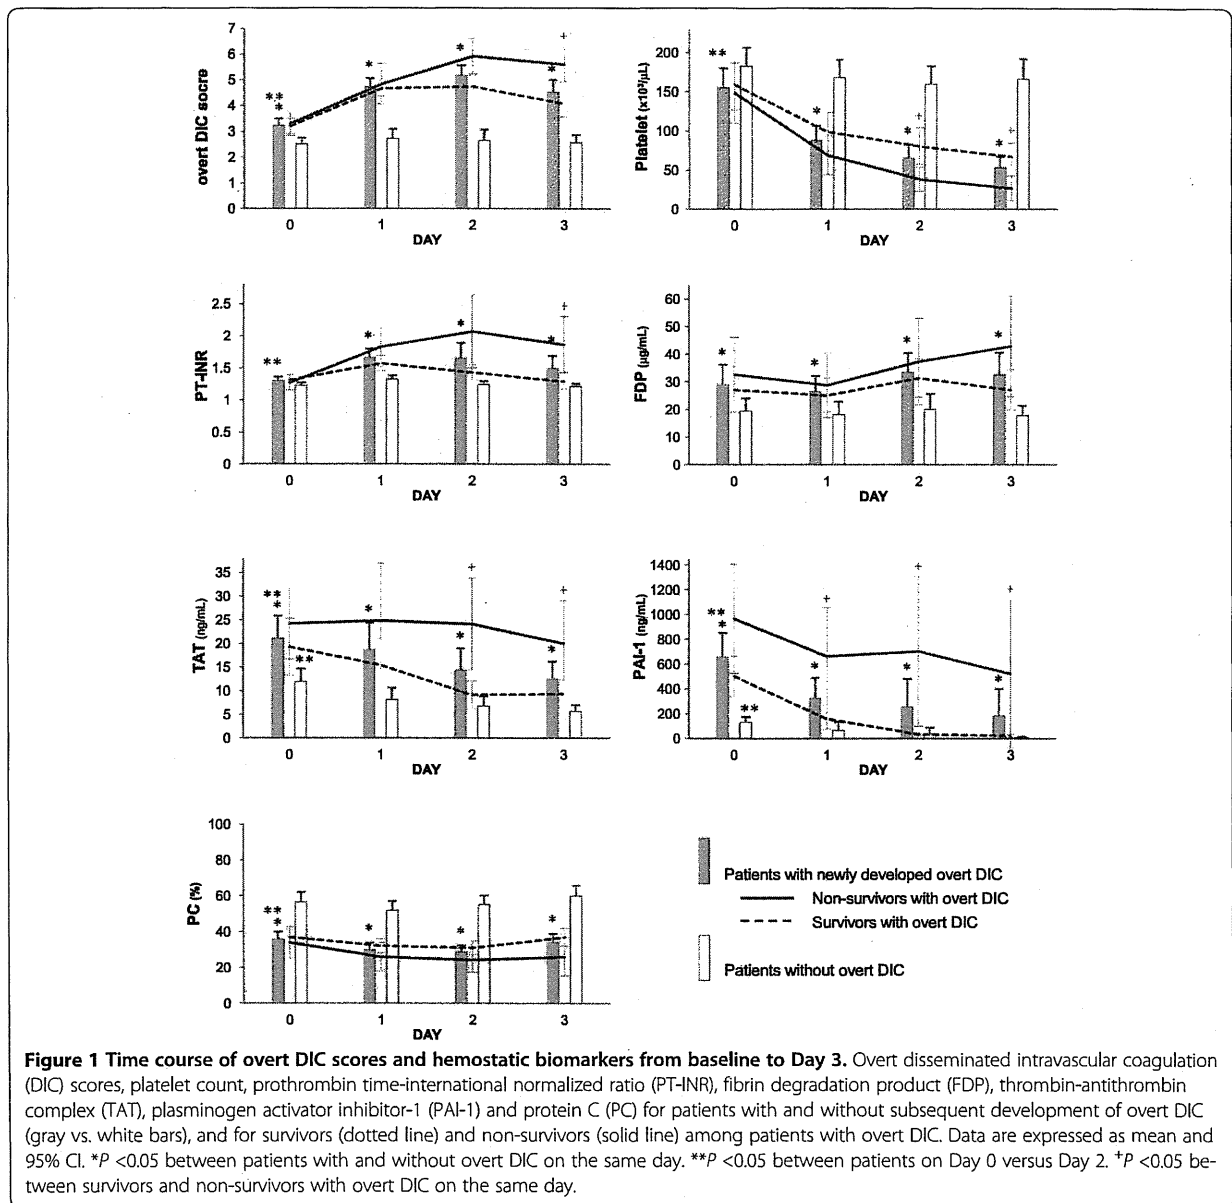 7
6
5
4
3
2
1
0
overt DIC socre
**
*
*
*
*
+
0 1 2 3
DAY
200
150
100
50
0
Platelet (x10³/μL)
**
*
*
+
*
+
0 1 2 3
DAY
2.5
2
1.5
1
0.5
0
PT-INR
**
*
*
*
+
0 1 2 3
DAY
60
50
40
30
20
10
0
FDP (μg/mL)
*
*
*
*
0 1 2 3
DAY
35
30
25
20
15
10
5
0
TAT (ng/mL)
**
*
**
*
*
+
*
+
0 1 2 3
DAY
1400
1200
1000
800
600
400
200
0
PAI-1 (ng/mL)
**
*
**
*
+
*
+
*
+
0 1 2 3
DAY
100
80
60
40
20
0
PC (%)
**
*
*
*
*
0 1 2 3
DAY
Patients with newly developed overt DIC
Non-survivors with overt DIC
Survivors with overt DIC
Patients without overt DIC
Figure 1 Time course of overt DIC scores and hemostatic biomarkers from baseline to Day 3. Overt disseminated intravascular coagulation
(DIC) scores, platelet count, prothrombin time-international normalized ratio (PT-INR), fibrin degradation product (FDP), thrombin-antithrombin
complex (TAT), plasminogen activator inhibitor-1 (PAI-1) and protein C (PC) for patients with and without subsequent development of overt DIC
(gray vs. white bars), and for survivors (dotted line) and non-survivors (solid line) among patients with overt DIC. Data are expressed as mean and
95% CI. *P <0.05 between patients with and without overt DIC on the same day. **P <0.05 between patients on Day 0 versus Day 2. +P <0.05 be-
tween survivors and non-survivors with overt DIC on the same day.